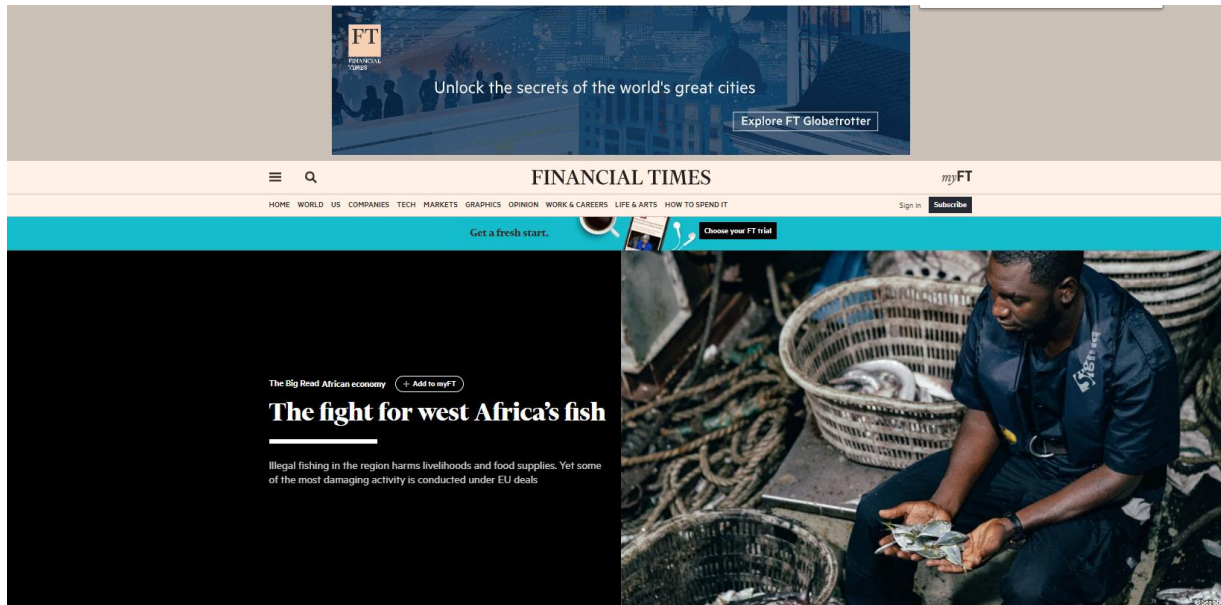 FT
FINANCIAL
TIMES
Unlock the secrets of the world's great cities
Explore FT Globetrotter
FINANCIAL TIMES
myFT
HOME WORLD US COMPANIES TECH MARKETS GRAPHICS OPINION WORK & CAREERS LIFE & ARTS HOW TO SPEND IT
Sign In Subscribe
Get a fresh start.
Choose your FT trial
The Big Read African economy + Add to myFT
The fight for west Africa's fish
Illegal fishing in the region harms livelihoods and food supplies. Yet some
of the most damaging activity is conducted under EU deals